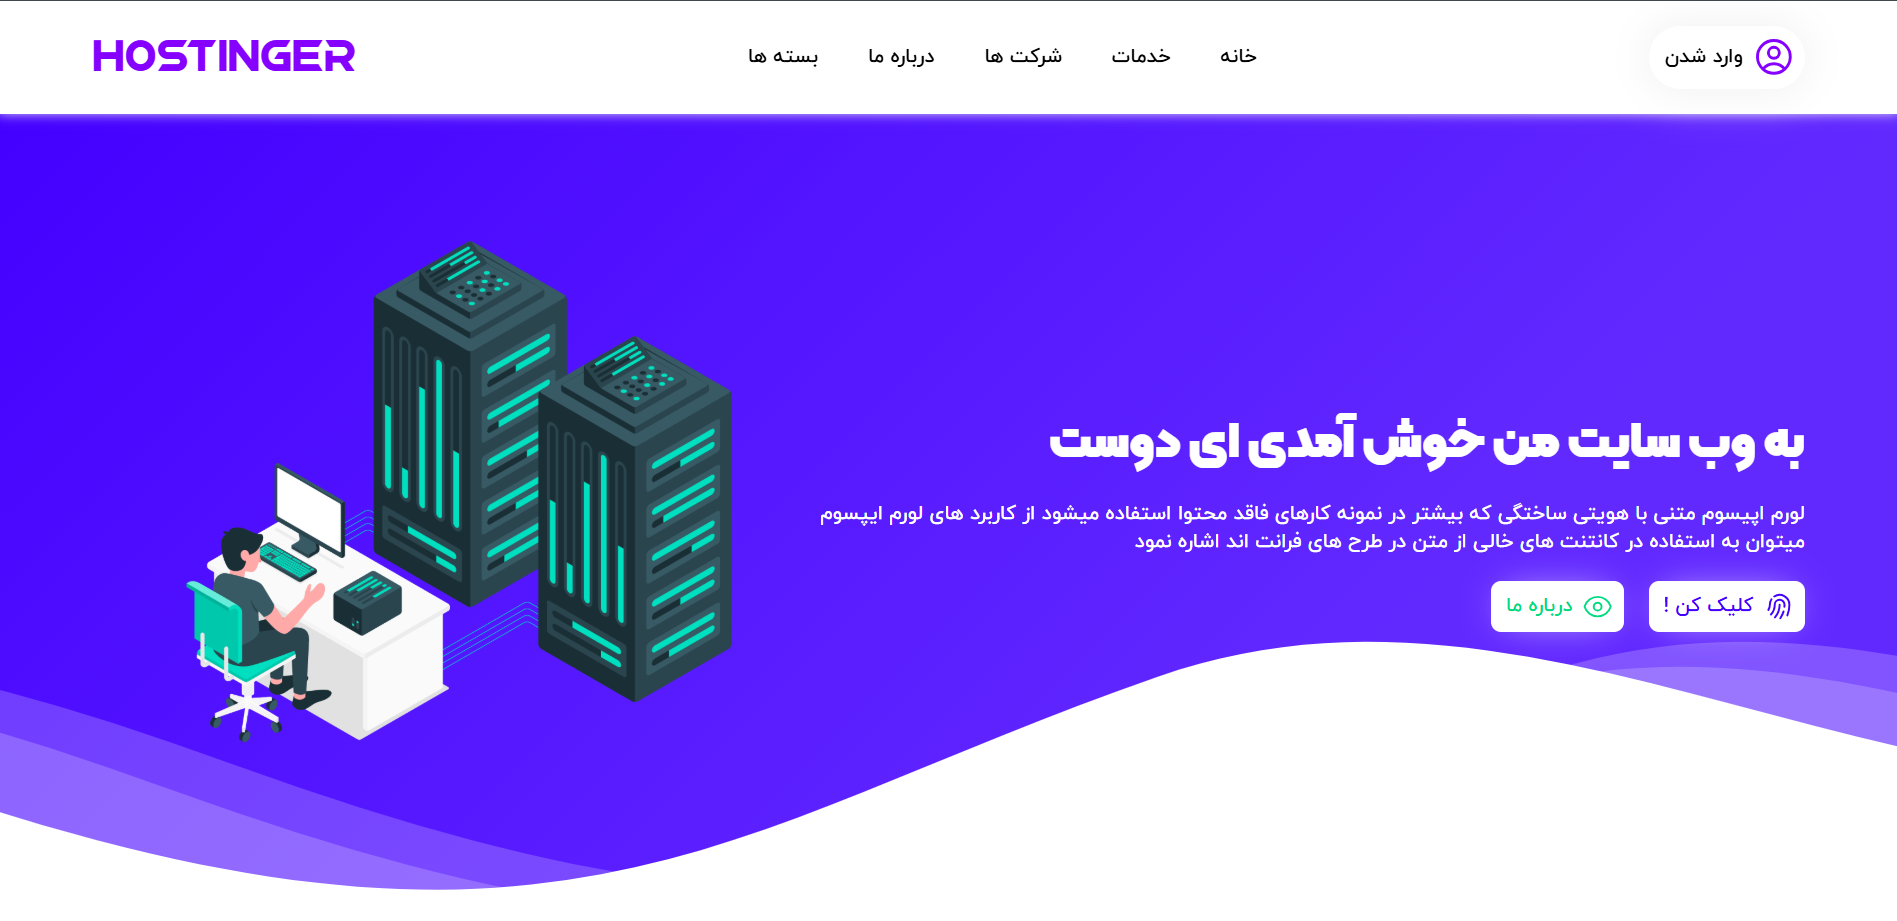 وارد شدن
خانه
خدمات
شرکت ها
درباره ما
بسته ها
HOSTINGER
به وب سایت من خوش آمدی ای دوست
لورم اپیسوم متنی با هویتی ساختگی که بیشتر در نمونه کارهای فاقد محتوا استفاده میشود از کاربرد های لورم ایپسوم
میتوان به استفاده در کانتنت های خالی از متن در طرح های فرانت اند اشاره نمود
کلیک کن !
درباره ما